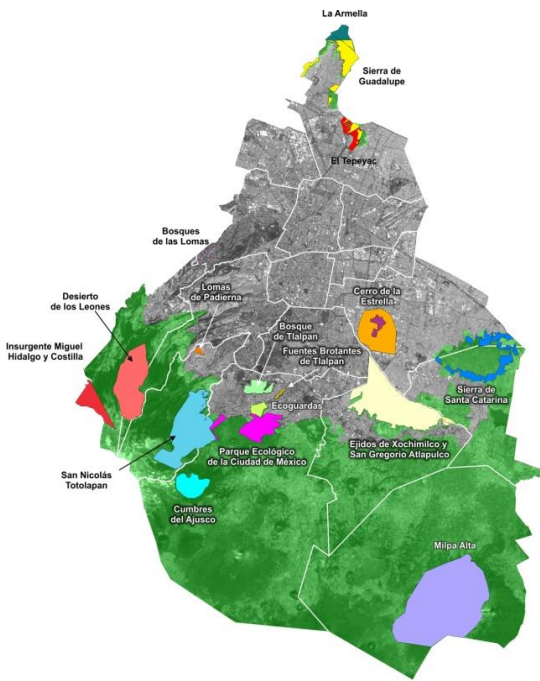 La Armella
Sierra de
Guadalupe
El Tepeyac
Bosques
de las Lomas
Lomas
de Padierna
Desierto
de los Leones
Cerro de la
Estrella
Insurgente Miguel
Hidalgo y Costilla
Bosque
de Tlalpan
Fuentes Brotantes
de Tlalpan
Sierra de
Santa Catarina
Ecoguardas
Parque Ecológico
de la Ciudad de México
Ejidos de Xochimilco y
San Gregorio Atlapulco
San Nicolás
Totolapan
Cumbres
del Ajusco
Milpa Alta